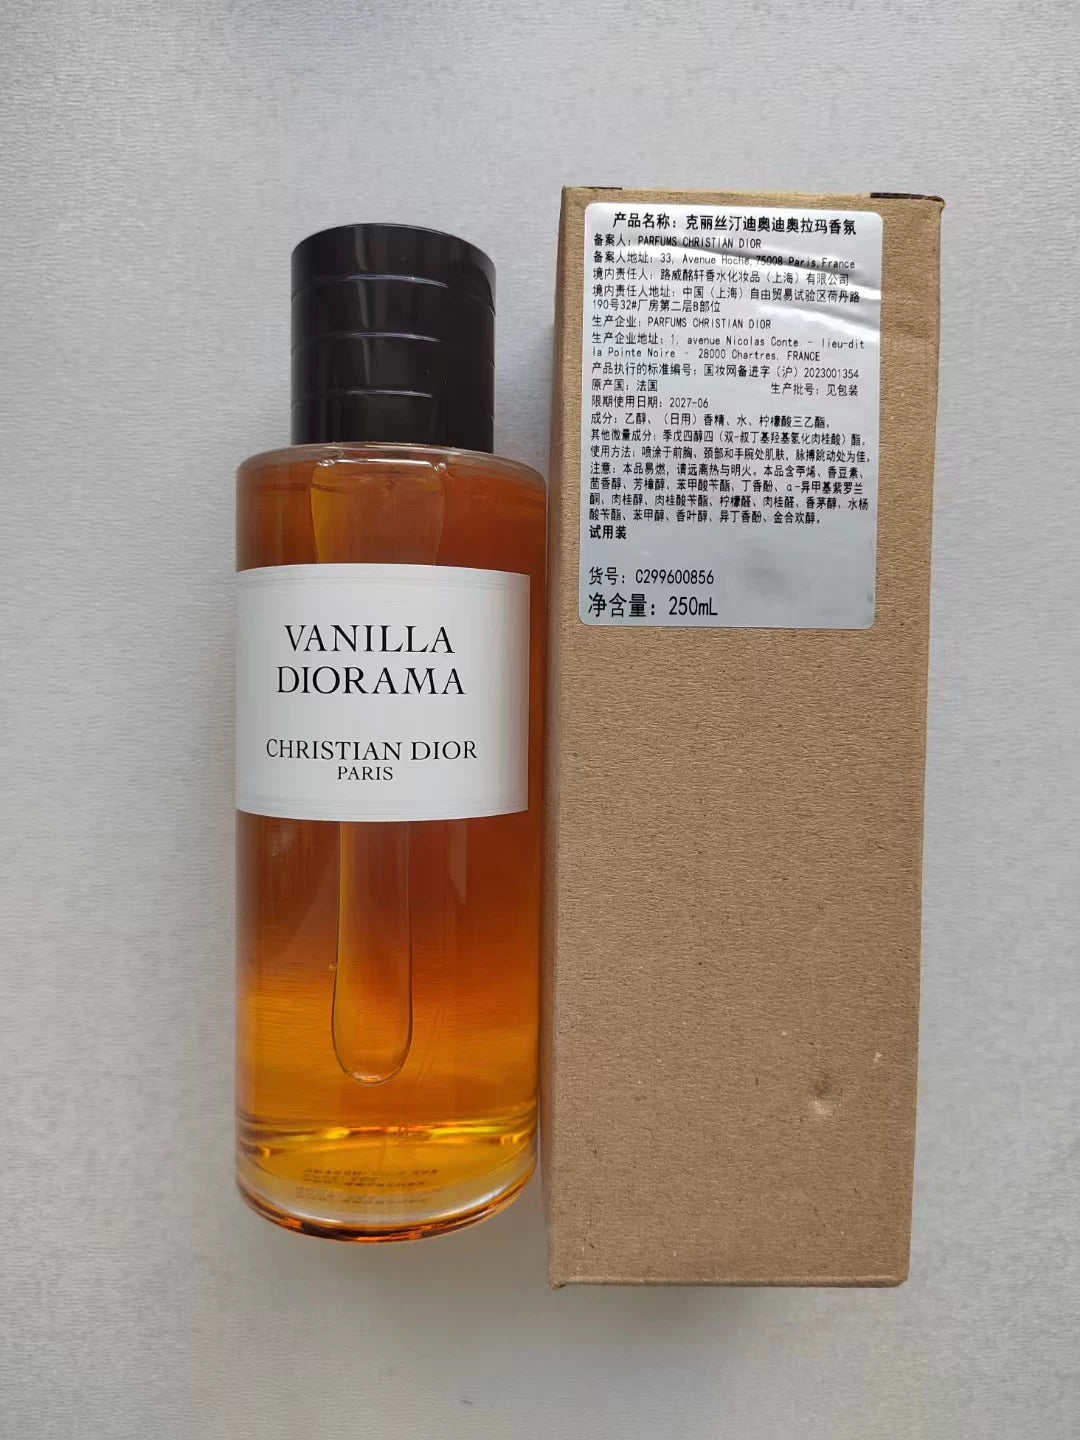 VANILLA
DIORAMA
CHRISTIAN DIOR
PARIS
产品名称：克丽丝汀迪奥迪奥拉玛香氛
备案人：PARFUMS CHRISTIAN DIOR
备案人地址：33, Avenue Hoche,75008 Paris,France
境内责任人：路威酩轩香水化妆品（上海）有限公司
境内责任人地址：中国（上海）自由贸易试验区荷丹路
190号32#厂房第二层B部位
生产企业：PARFUMS CHRISTIAN DIOR
生产企业地址：1, avenue Nicolas Conte – lieu-dit
la Pointe Noire – 28000 Chartres, FRANCE
产品执行的标准编号：国妆网备进字（沪）2023001354
原产国：法国 生产批号：见包装
限期使用日期：2027-06
成分：乙醇、（日用）香精、水、柠檬酸三乙酯。
其他微量成分：季戊四醇四（双-叔丁基羟基氢化肉桂酸）酯。
使用方法：喷涂于前胸、颈部和手腕处肌肤，脉搏跳动处为佳。
注意：本品易燃，请远离热与明火。本品含苧烯、香豆素、
茴香醇、芳樟醇、苯甲酸苄酯、丁香酚、α-异甲基紫罗兰
酮、肉桂醇、肉桂酸苄酯、柠檬醛、肉桂醛、香茅醇、水杨
酸苄酯、苯甲醇、香叶醇、异丁香酚、金合欢醇。
试用装
货号：C299600856
净含量：250mL